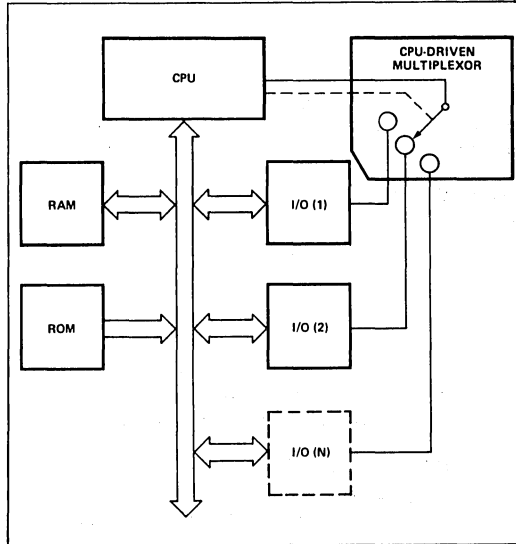 CPU
CPU-DRIVEN
MULTIPLEXOR
RAM
I/O (1)
ROM
I/O (2)
I/O (N)